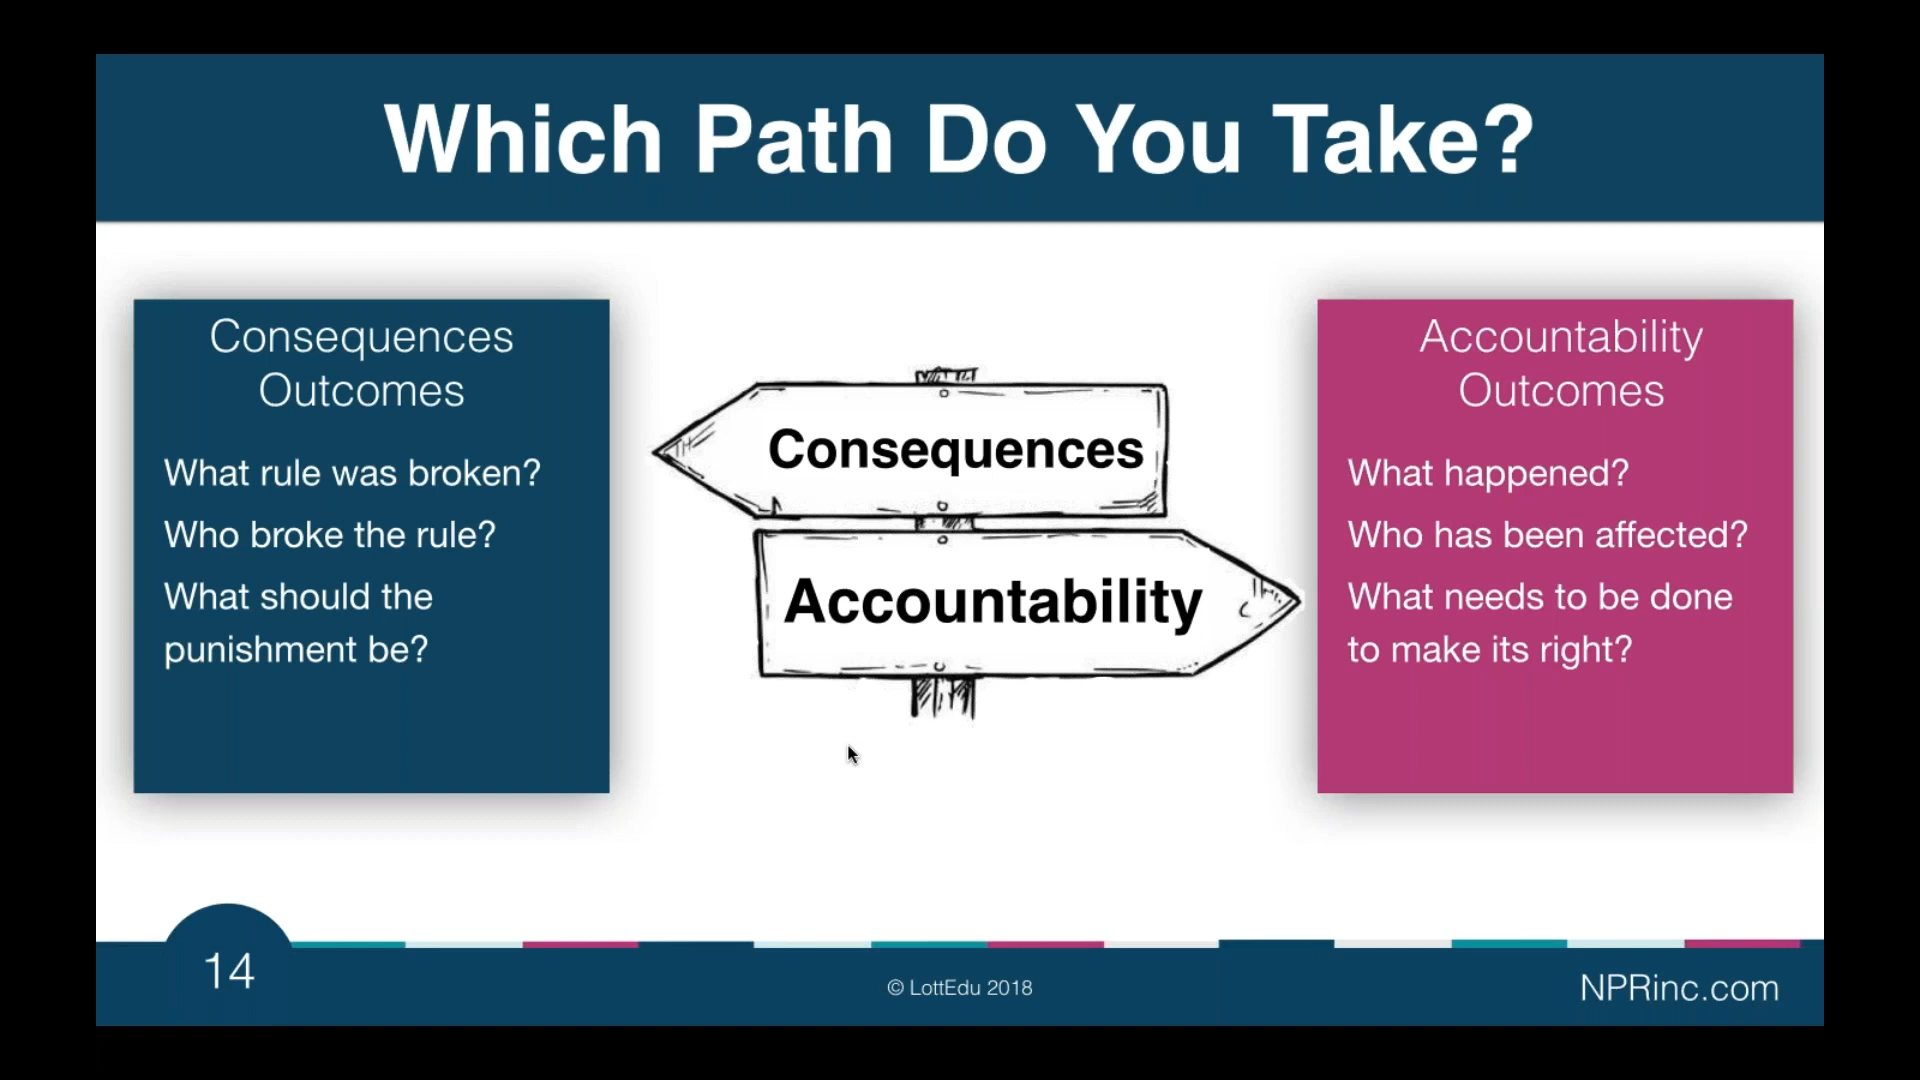 Which Path Do You Take?
Consequences
Outcomes
What rule was broken?
Who broke the rule?
What should the
punishment be?
Consequences
Accountability
Accountability
Outcomes
What happened?
Who has been affected?
What needs to be done
to make its right?
14
© LottEdu 2018
NPRinc.com